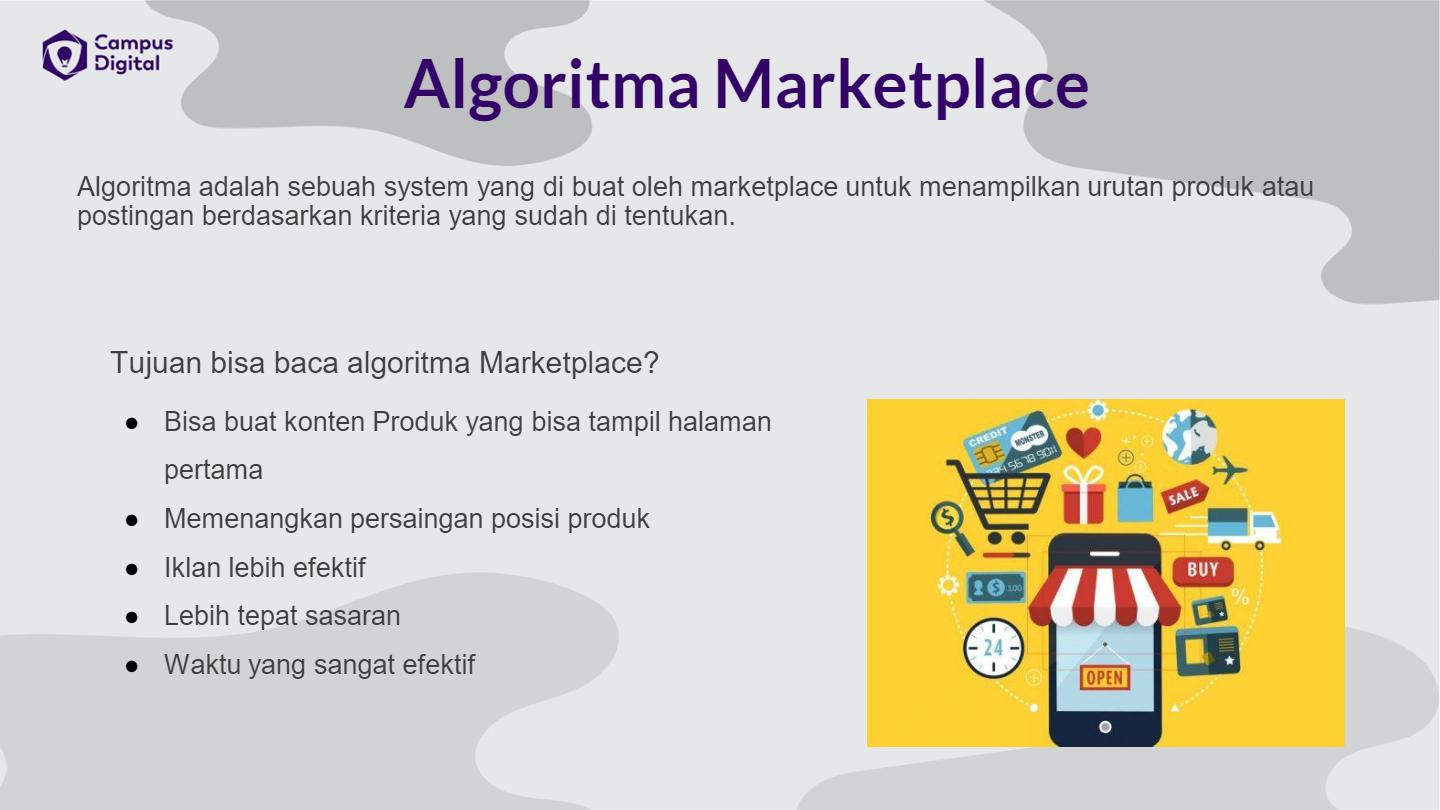 Campus
Digital
Algoritma Marketplace
Algoritma adalah sebuah system yang di buat oleh marketplace untuk menampilkan urutan produk atau
postingan berdasarkan kriteria yang sudah di tentukan.
Tujuan bisa baca algoritma Marketplace?
● Bisa buat konten Produk yang bisa tampil halaman
pertama
● Memenangkan persaingan posisi produk
● Iklan lebih efektif
● Lebih tepat sasaran
● Waktu yang sangat efektif
CREDIT
MONSTER
5678 9011
SALE
$
$ 100
BUY
%
24
OPEN